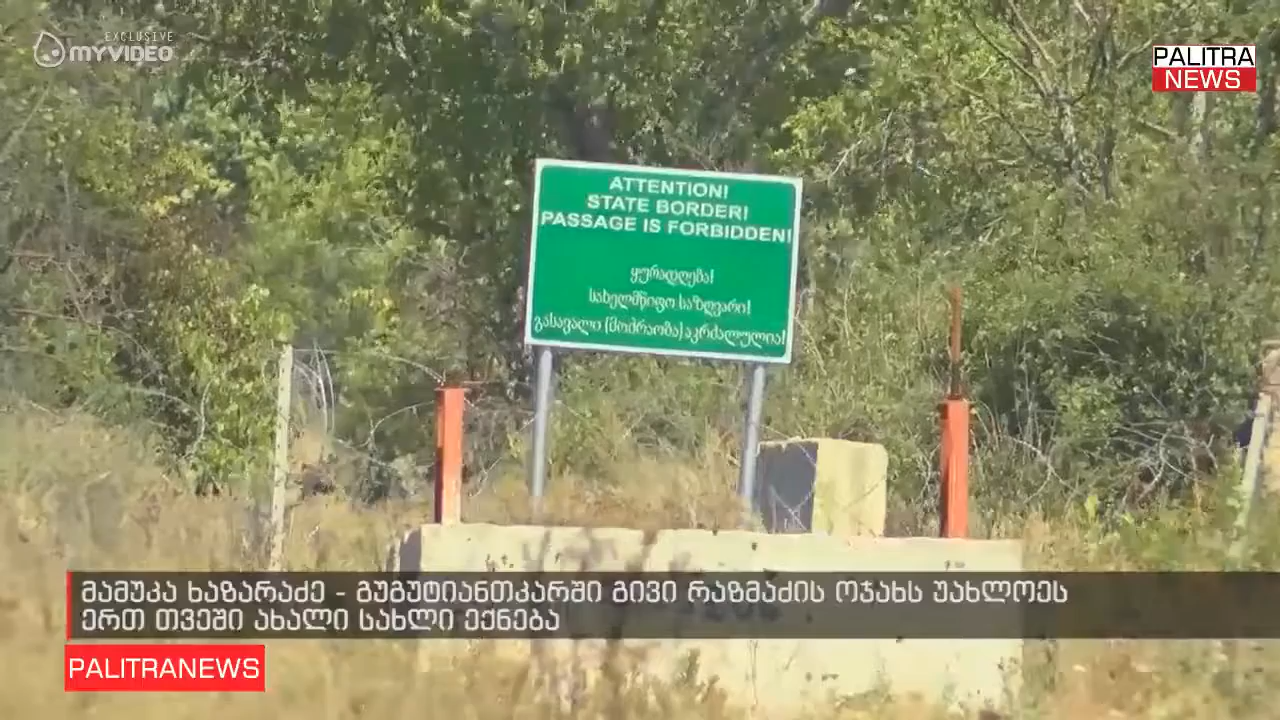 EXCLUSIVE
MYVIDEO
PALITRA
NEWS
ATTENTION!
STATE BORDER!
PASSAGE IS FORBIDDEN!
ყურადღება!
სახელმწიფო საზღვარი!
გასავალი (მოძრაობა) აკრძალულია!
მამუკა ხაზარაძე - გუგუტიანთკარში გივი რაზმაძის ოჯახს უახლოეს
ერთ თვეში ახალი სახლი ექნება
PALITRANEWS